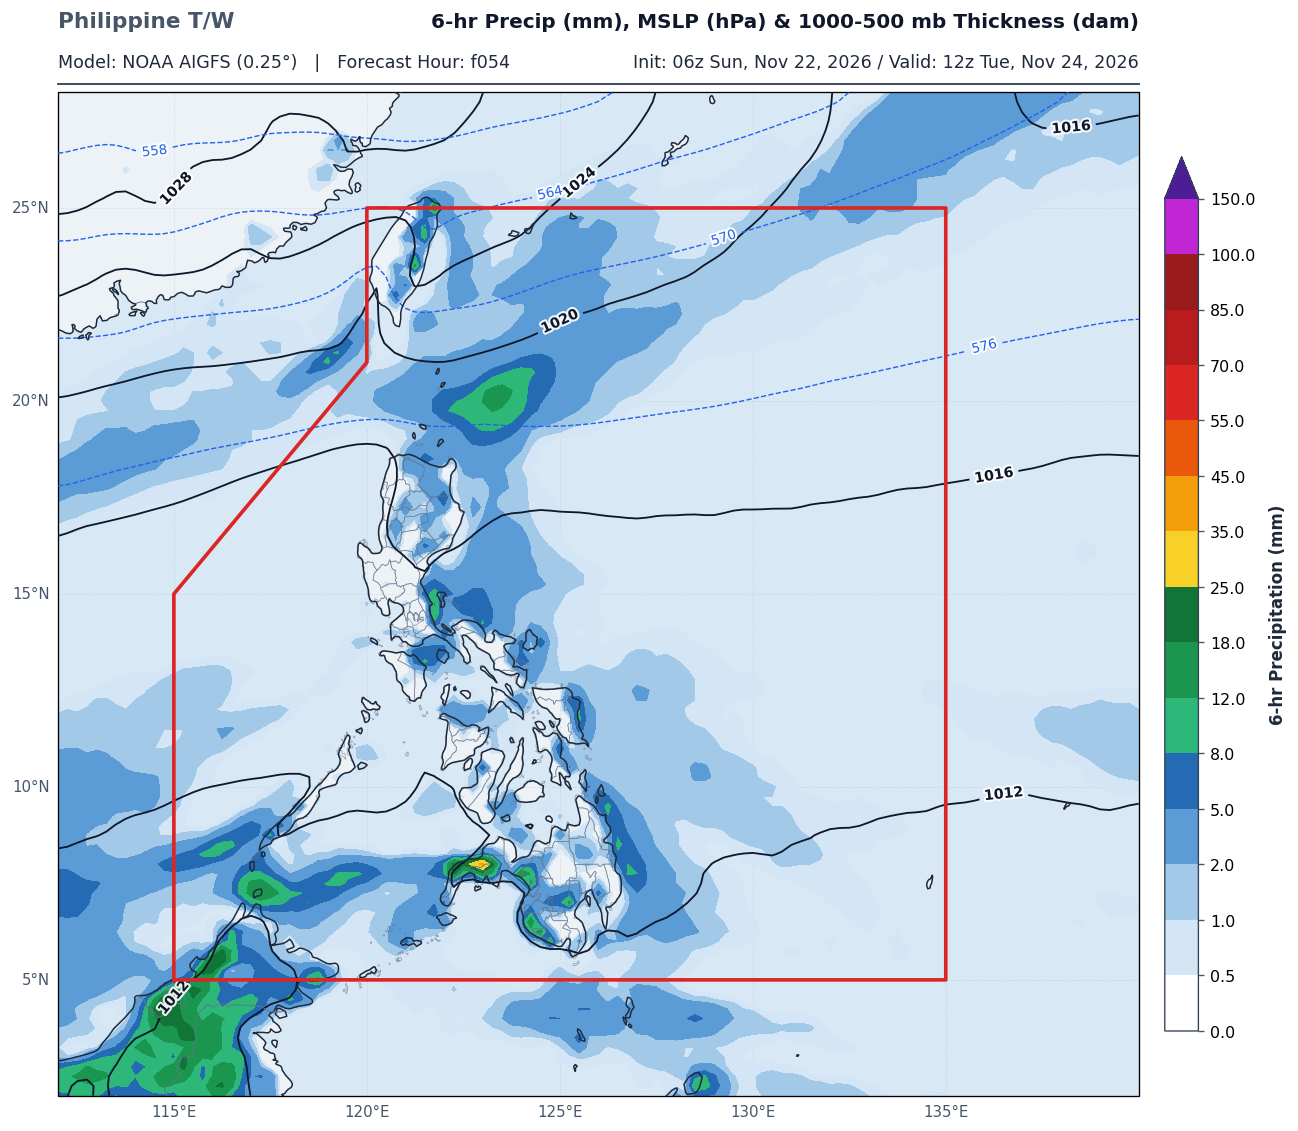 Philippine T/W
6-hr Precip (mm), MSLP (hPa) & 1000-500 mb Thickness (dam)
Model: NOAA AIGFS (0.25°) | Forecast Hour: f054
Init: 06z Sun, Nov 22, 2026 / Valid: 12z Tue, Nov 24, 2026
1016
558
1028
564
1024
570
1020
576
1016
1012
1012
25°N
20°N
15°N
10°N
5°N
115°E
120°E
125°E
130°E
135°E
150.0
100.0
85.0
70.0
55.0
45.0
35.0
25.0
18.0
12.0
8.0
5.0
2.0
1.0
0.5
0.0
6-hr Precipitation (mm)